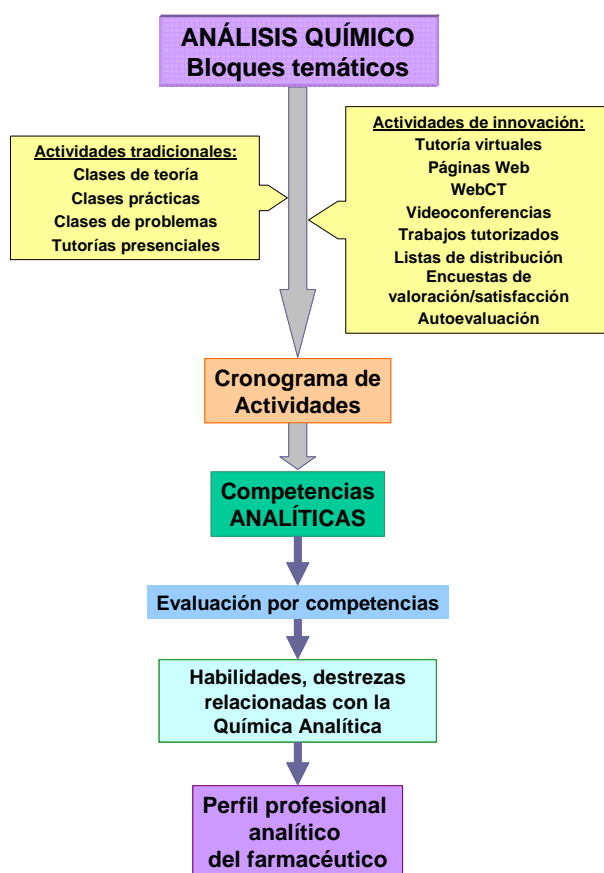 ANÁLISIS QUÍMICO
Bloques temáticos
Actividades tradicionales:
Clases de teoría
Clases prácticas
Clases de problemas
Tutorías presenciales
Actividades de innovación:
Tutoría virtuales
Páginas Web
WebCT
Videoconferencias
Trabajos tutorizados
Listas de distribución
Encuestas de
valoración/satisfacción
Autoevaluación
Cronograma de
Actividades
Competencias
ANALÍTICAS
Evaluación por competencias
Habilidades, destrezas
relacionadas con la
Química Analítica
Perfil profesional
analítico
del farmacéutico